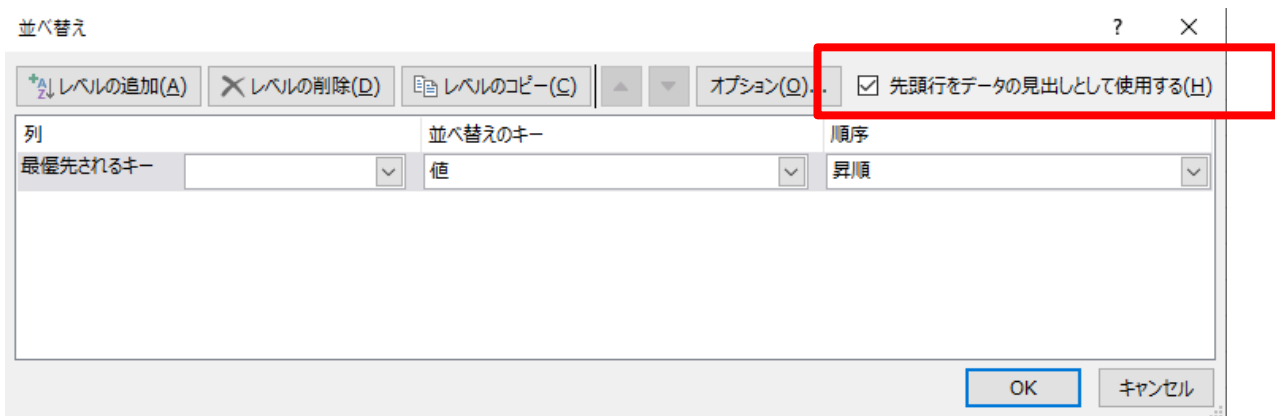 並べ替え ? ×
レベルの追加(A) レベルの削除(D) レベルのコピー(C) オプション(O)... 先頭行をデータの見出しとして使用する(H)
列 並べ替えのキー 順序
最優先されるキー 値 昇順
OK キャンセル